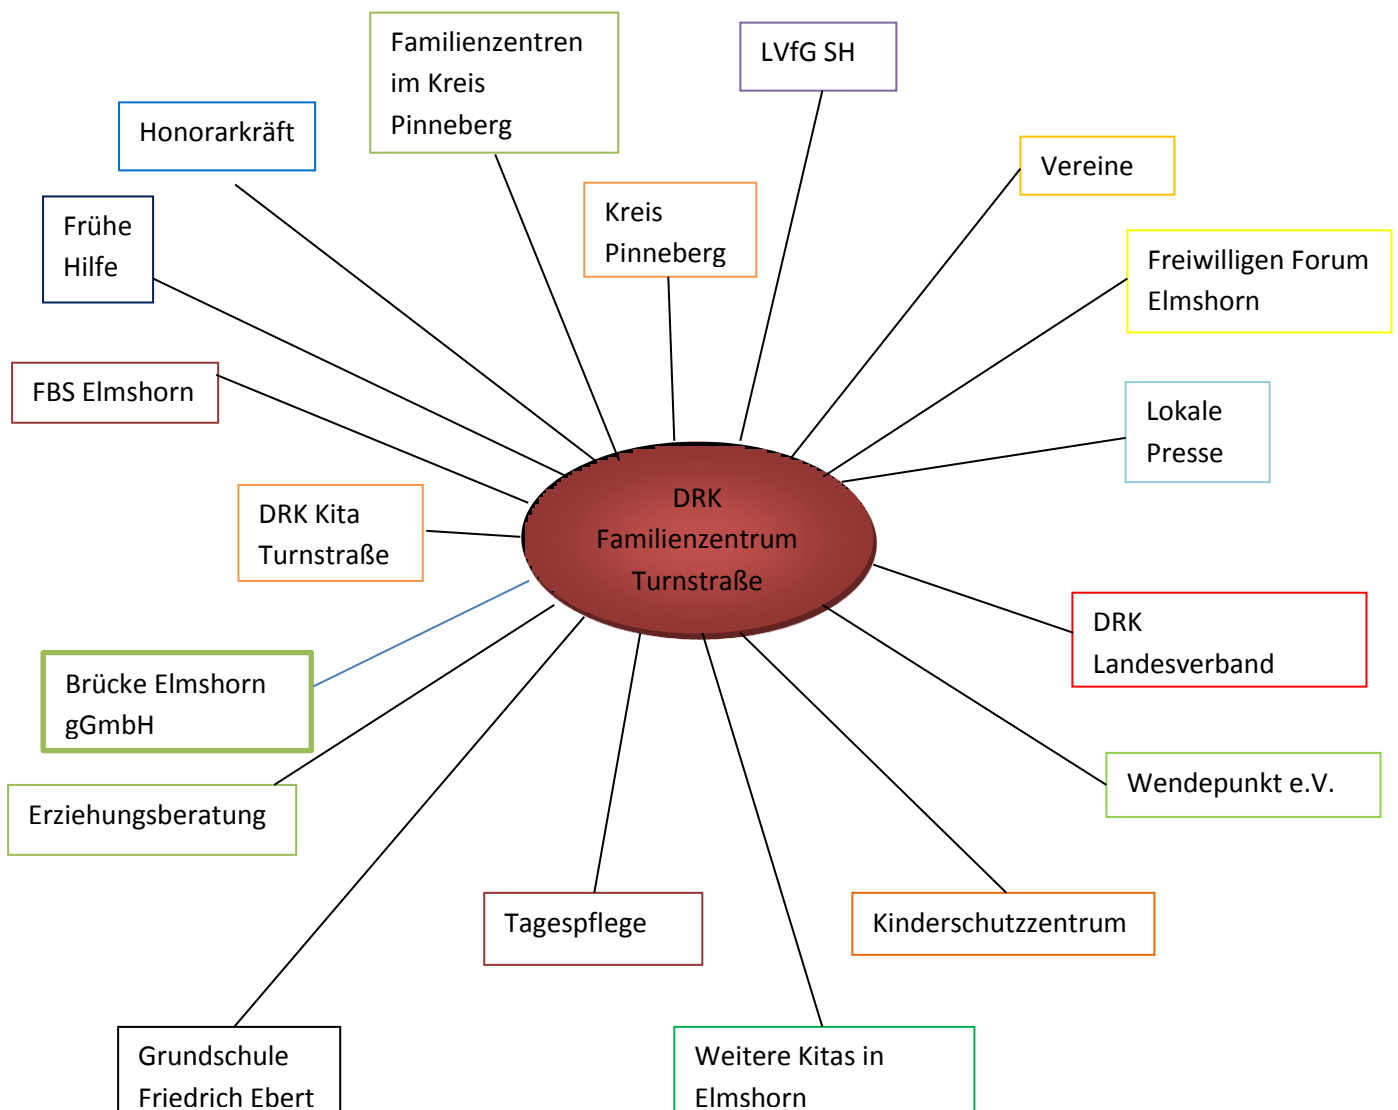 Familienzentren
im Kreis
Pinneberg
LVfG SH
Honorarkräft
Vereine
Kreis
Pinneberg
Frühe
Hilfe
Freiwilligen Forum
Elmshorn
FBS Elmshorn
Lokale
Presse
DRK Kita
Turnstraße
DRK
Familienzentrum
Turnstraße
DRK
Landesverband
Brücke Elmshorn
gGmbH
Wendepunkt e.V.
Erziehungsberatung
Tagespflege
Kinderschutzzentrum
Grundschule
Friedrich Ebert
Weitere Kitas in
Elmshorn